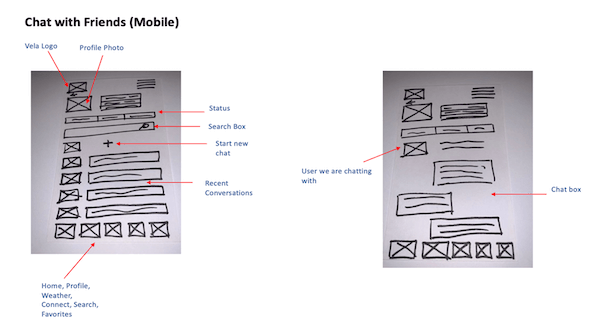 Chat with Friends (Mobile)
Vela Logo
Profile Photo
Status
Search Box
Start new
chat
Recent
Conversations
Home, Profile,
Weather,
Connect, Search,
Favorites
User we are chatting
with
Chat box